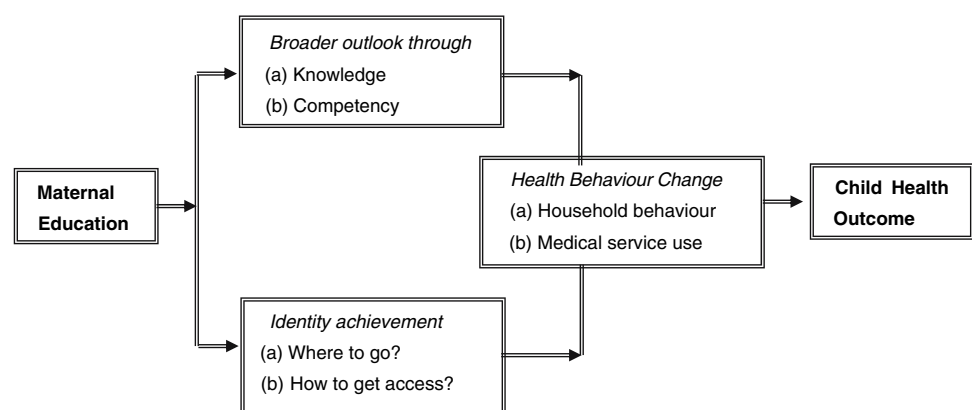 Maternal
Education
Broader outlook through
(a) Knowledge
(b) Competency
Identity achievement
(a) Where to go?
(b) How to get access?
Health Behaviour Change
(a) Household behaviour
(b) Medical service use
Child Health
Outcome